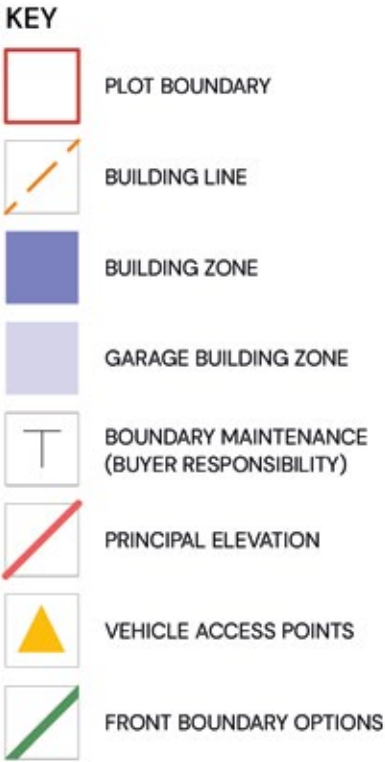 KEY
PLOT BOUNDARY
BUILDING LINE
BUILDING ZONE
GARAGE BUILDING ZONE
BOUNDARY MAINTENANCE
(BUYER RESPONSIBILITY)
PRINCIPAL ELEVATION
VEHICLE ACCESS POINTS
FRONT BOUNDARY OPTIONS